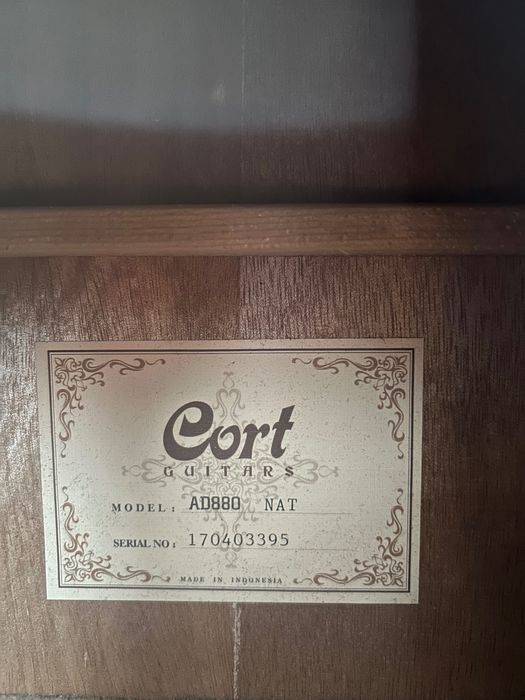 Cort
GUITARS
MODEL: AD880 NAT
SERIAL NO: 170403395
MADE IN INDONESIA